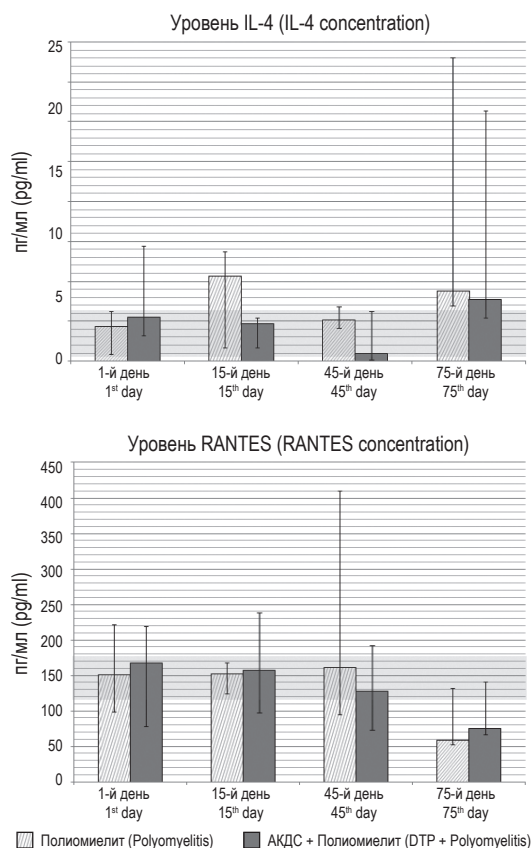 Уровень IL-4 (IL-4 concentration)
пг/мл (pg/ml)
25
20
15
10
5
0
1-й день 15-й день 45-й день 75-й день
1st day 15th day 45th day 75th day
Уровень RANTES (RANTES concentration)
пг/мл (pg/ml)
450
400
350
300
250
200
150
100
50
0
1-й день 15-й день 45-й день 75-й день
1st day 15th day 45th day 75th day
Полиомиелит (Polyomyelitis) АКДС + Полиомиелит (DTP + Polyomyelitis)